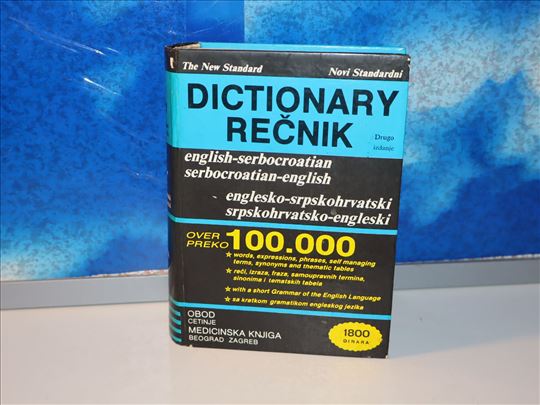 The New Standard
Novi Standardni
DICTIONARY
REČNIK
Drugo
izdanje
english-serbocroatian
serbocroatian-english
englesko-srpskohrvatski
srpskohrvatsko-engleski
OVER
PREKO 100.000
★ words, expressions, phrases, self managing
terms, synonyms and thematic tables
★ reči, izraza, fraza, samoupravnih termina,
sinonima i tematskih tabela
★ with a short Grammar of the English Language
★ sa kratkom gramatikom engleskog jezika
OBOD
CETINJE
MEDICINSKA KNJIGA
BEOGRAD ZAGREB
1800
DINARA